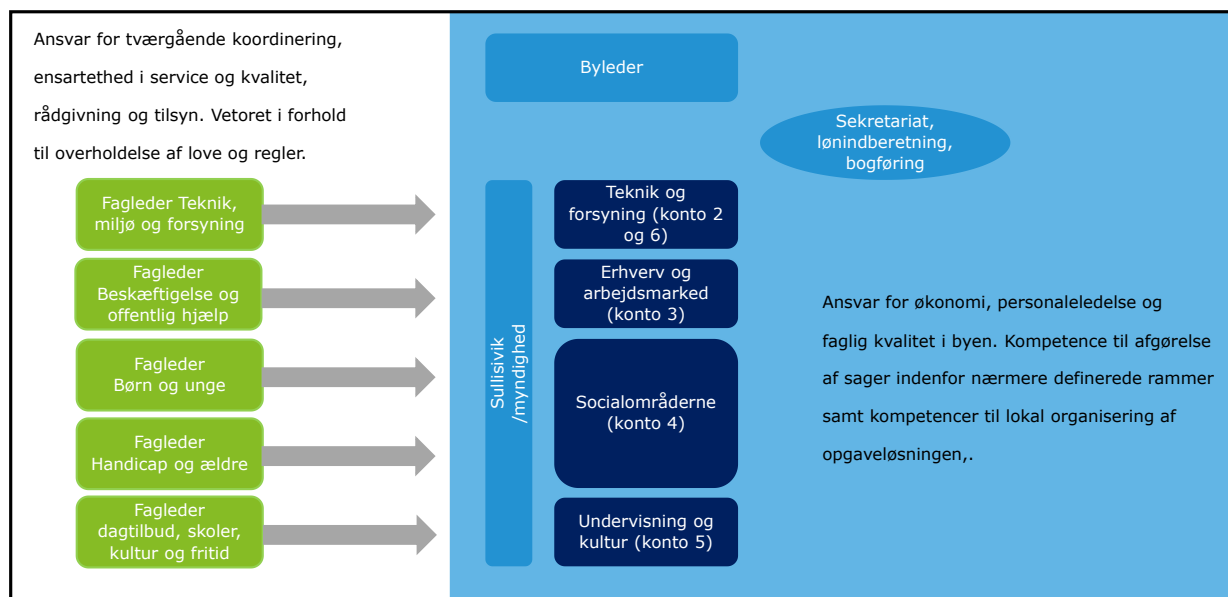 Ansvar for tværgående koordinering,
ensartethed i service og kvalitet,
rådgivning og tilsyn. Vetoret i forhold
til overholdelse af love og regler.
Fagleder Teknik,
miljø og forsyning
Fagleder
Beskæftigelse og
offentlig hjælp
Fagleder
Børn og unge
Fagleder
Handicap og ældre
Fagleder
dagtilbud, skoler,
kultur og fritid
Byleder
Sekretariat,
lønindberetning,
bogføring
Sullisivik
/myndighed
Teknik og
forsyning (konto 2
og 6)
Erhverv og
arbejdsmarked
(konto 3)
Socialområderne
(konto 4)
Undervisning og
kultur (konto 5)
Ansvar for økonomi, personaleledelse og
faglig kvalitet i byen. Kompetence til afgørelse
af sager indenfor nærmere definerede rammer
samt kompetencer til lokal organisering af
opgaveløsningen,.